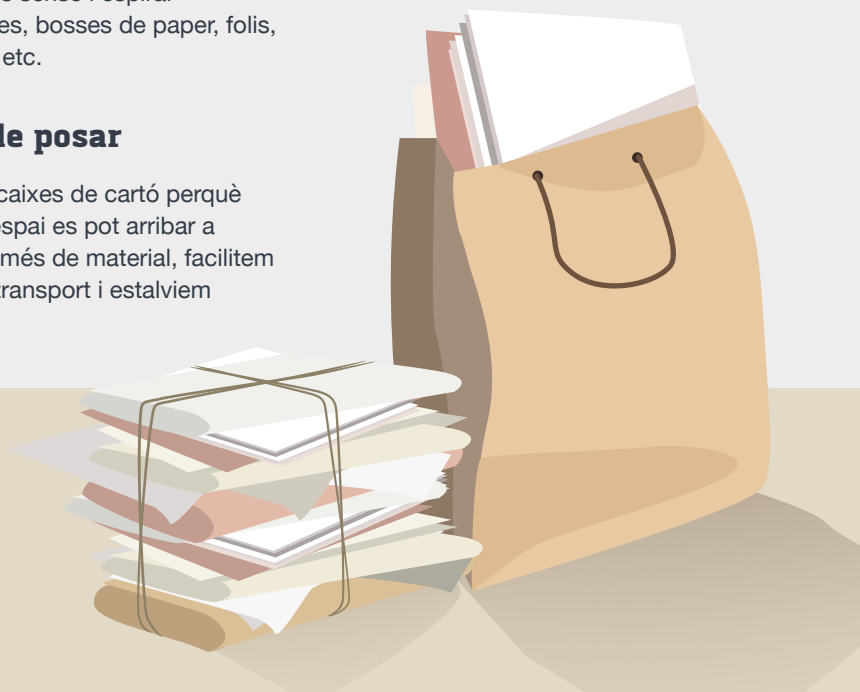 es, bosses de paper, folis,
etc.
de posar
caixes de cartó perquè
espai es pot arribar a
més de material, facilitem
transport i estalviem